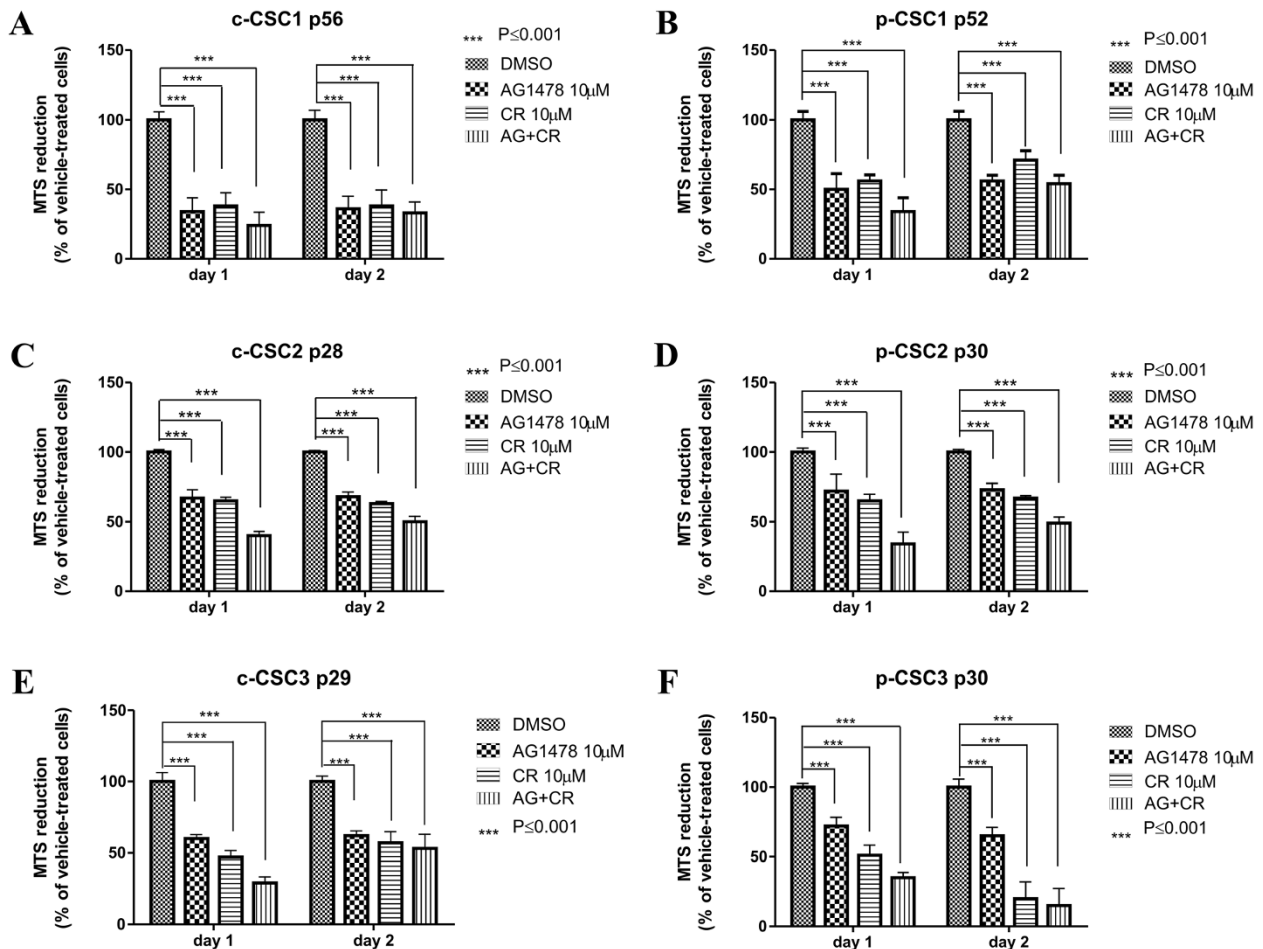 A
c-CSC1 p56
MTS reduction
(% of vehicle-treated cells)
150
100
50
0
***
***
***
***
***
***
day 1
day 2
*** P≤0.001
DMSO
AG1478 10μM
CR 10μM
AG+CR
B
p-CSC1 p52
MTS reduction
(% of vehicle-treated cells)
150
100
50
0
***
***
***
***
***
***
day 1
day 2
*** P≤0.001
DMSO
AG1478 10μM
CR 10μM
AG+CR
C
c-CSC2 p28
MTS reduction
(% of vehicle-treated cells)
150
100
50
0
***
***
***
***
***
***
day 1
day 2
*** P≤0.001
DMSO
AG1478 10μM
CR 10μM
AG+CR
D
p-CSC2 p30
MTS reduction
(% of vehicle-treated cells)
150
100
50
0
***
***
***
***
***
***
day 1
day 2
*** P≤0.001
DMSO
AG1478 10μM
CR 10μM
AG+CR
E
c-CSC3 p29
MTS reduction
(% of vehicle-treated cells)
150
100
50
0
***
***
***
***
***
***
day 1
day 2
DMSO
AG1478 10μM
CR 10μM
AG+CR
*** P≤0.001
F
p-CSC3 p30
MTS reduction
(% of vehicle-treated cells)
150
100
50
0
***
***
***
***
***
***
day 1
day 2
DMSO
AG1478 10μM
CR 10μM
AG+CR
*** P≤0.001